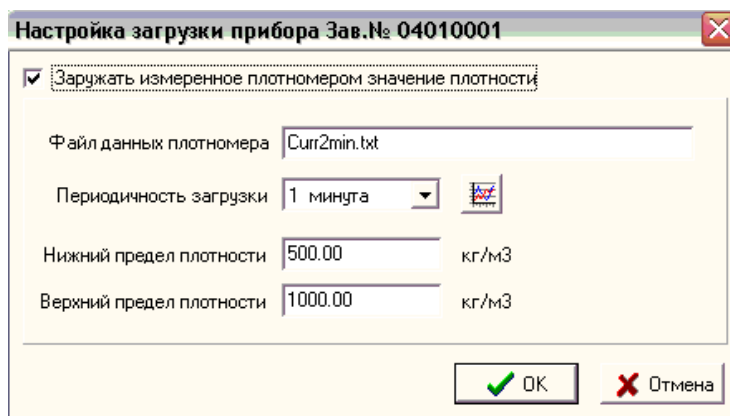 Настройка загрузки прибора Зав.№ 04010001
Заружать измеренное плотномером значение плотности
Файл данных плотномера Curr2min.txt
Периодичность загрузки 1 минута
Нижний предел плотности 500.00 кг/м3
Верхний предел плотности 1000.00 кг/м3
OK Отмена